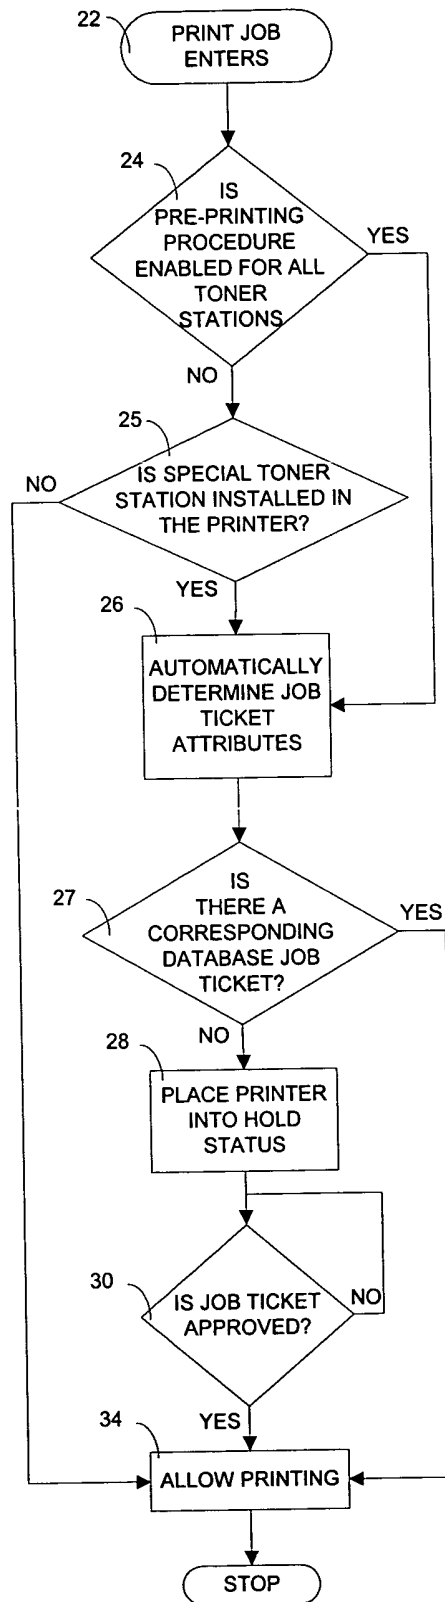 22
PRINT JOB
ENTERS
24
IS
PRE-PRINTING
PROCEDURE
ENABLED FOR ALL
TONER
STATIONS
YES
NO
25
IS SPECIAL TONER
STATION INSTALLED IN
THE PRINTER?
NO
YES
26
AUTOMATICALLY
DETERMINE JOB
TICKET
ATTRIBUTES
27
IS
THERE A
CORRESPONDING
DATABASE JOB
TICKET?
YES
NO
28
PLACE PRINTER
INTO HOLD
STATUS
30
IS JOB TICKET
APPROVED?
NO
YES
34
ALLOW PRINTING
STOP